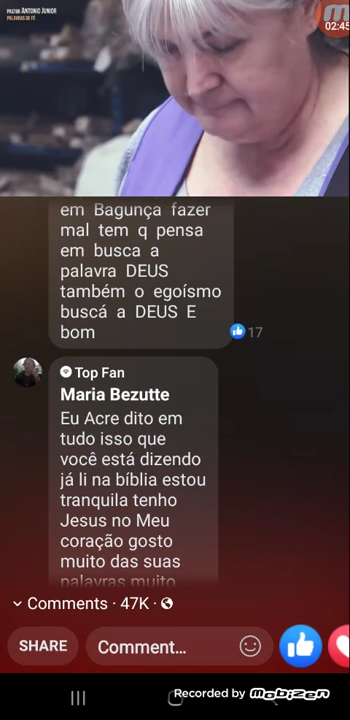 PASTOR ANTONIO JUNIOR
PALAVRAS DE FÉ
02:45
em Bagunça fazer
mal tem q pensa
em busca a
palavra DEUS
também o egoísmo
buscá a DEUS E
bom
17
Top Fan
Maria Bezutte
Eu Acre dito em
tudo isso que
você está dizendo
já li na bíblia estou
tranquila tenho
Jesus no Meu
coração gosto
muito das suas
palavras muito
Comments · 47K ·
SHARE
Comment...
Recorded by mobizen